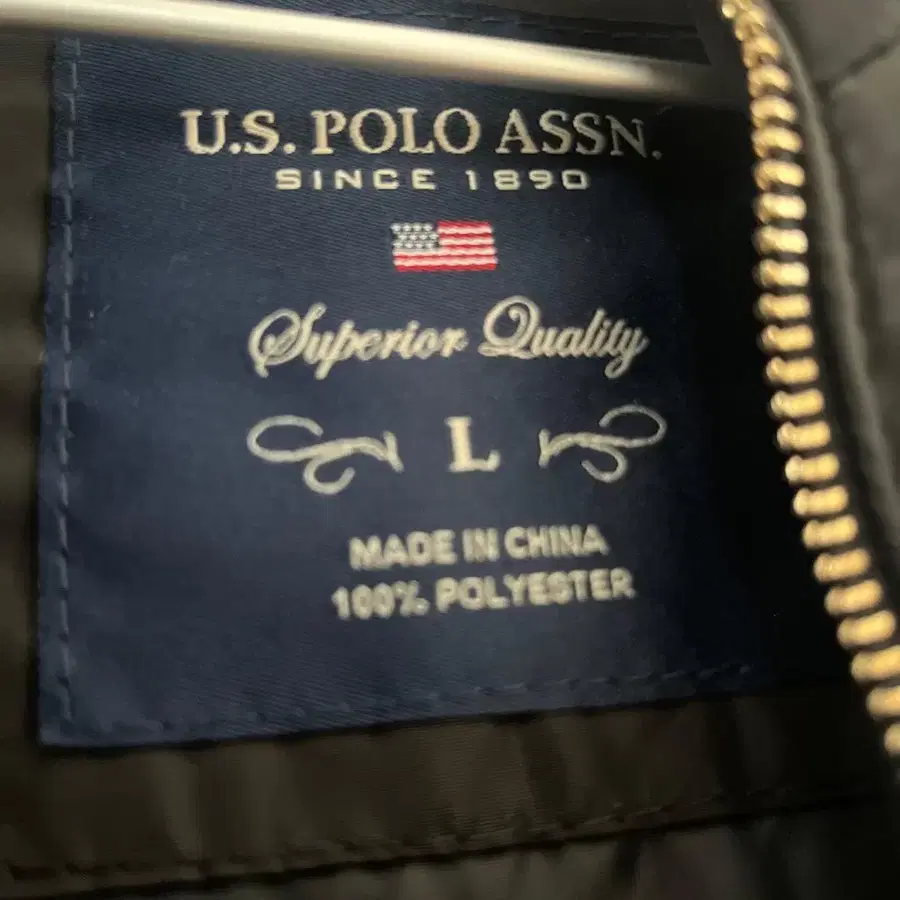 U.S. POLO ASSN.
SINCE 1890
Superior Quality
L
MADE IN CHINA
100% POLYESTER